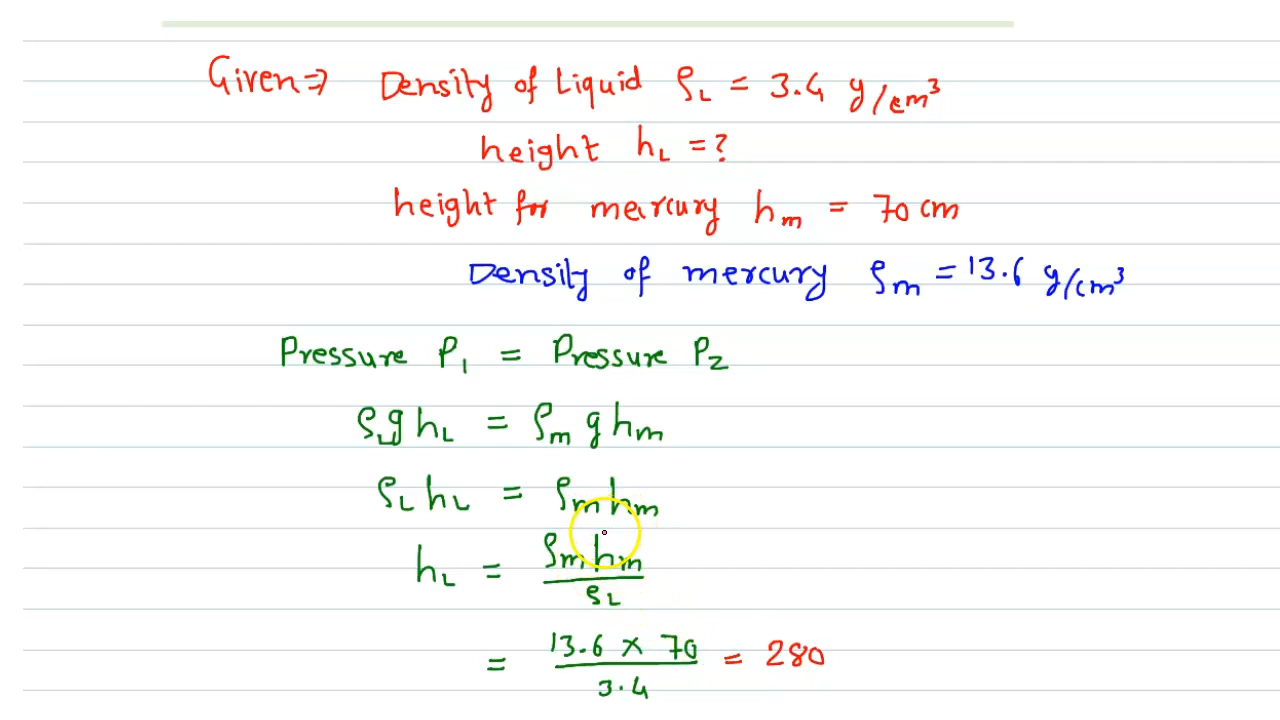 Given ⇒ Density of Liquid ρL = 3.4 g/cm³
height hL = ?
height for mercury hm = 70 cm
Density of mercury ρm = 13.6 g/cm³
Pressure P1 = Pressure P2
ρL g hL = ρm g hm
ρL hL = ρm hm
hL = ρm hm / ρL
= 13.6 × 70 / 3.4 = 280